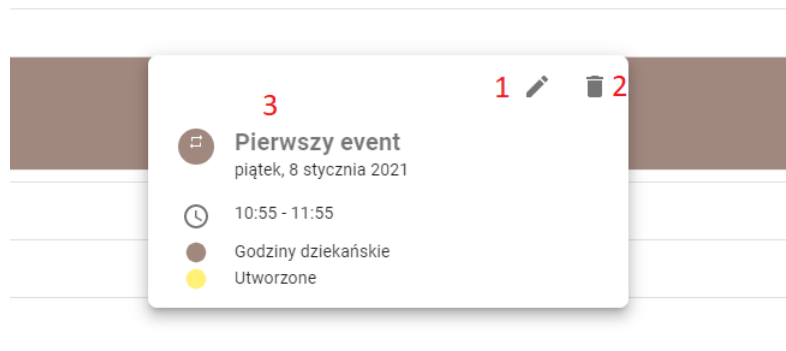 1
2
3
Pierwszy event
piątek, 8 stycznia 2021
10:55 - 11:55
Godziny dziekańskie
Utworzone